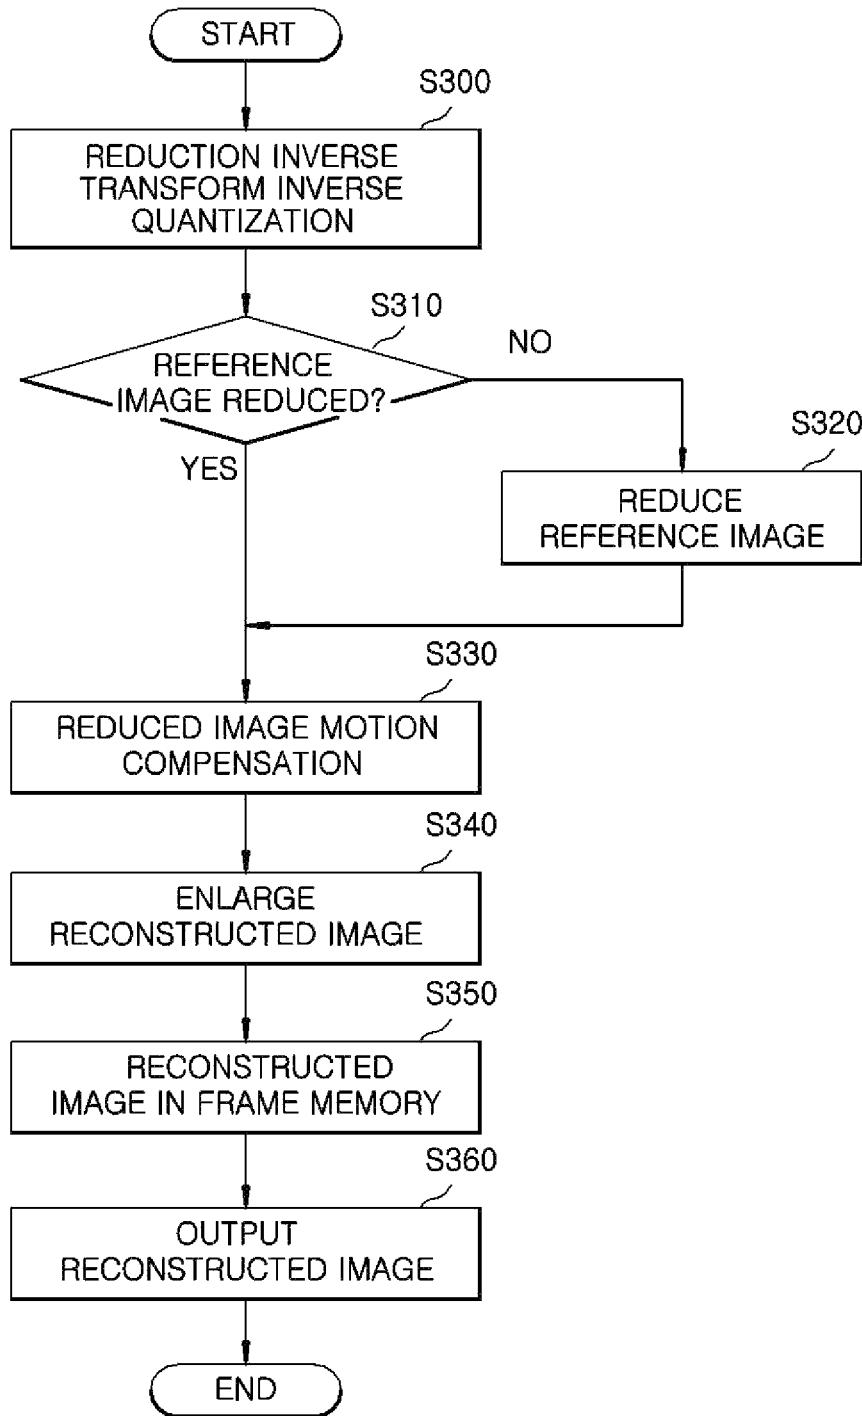 START
S300
REDUCTION INVERSE
TRANSFORM INVERSE
QUANTIZATION
S310
REFERENCE
IMAGE REDUCED?
NO
YES
S320
REDUCE
REFERENCE IMAGE
S330
REDUCED IMAGE MOTION
COMPENSATION
S340
ENLARGE
RECONSTRUCTED IMAGE
S350
RECONSTRUCTED
IMAGE IN FRAME MEMORY
S360
OUTPUT
RECONSTRUCTED IMAGE
END